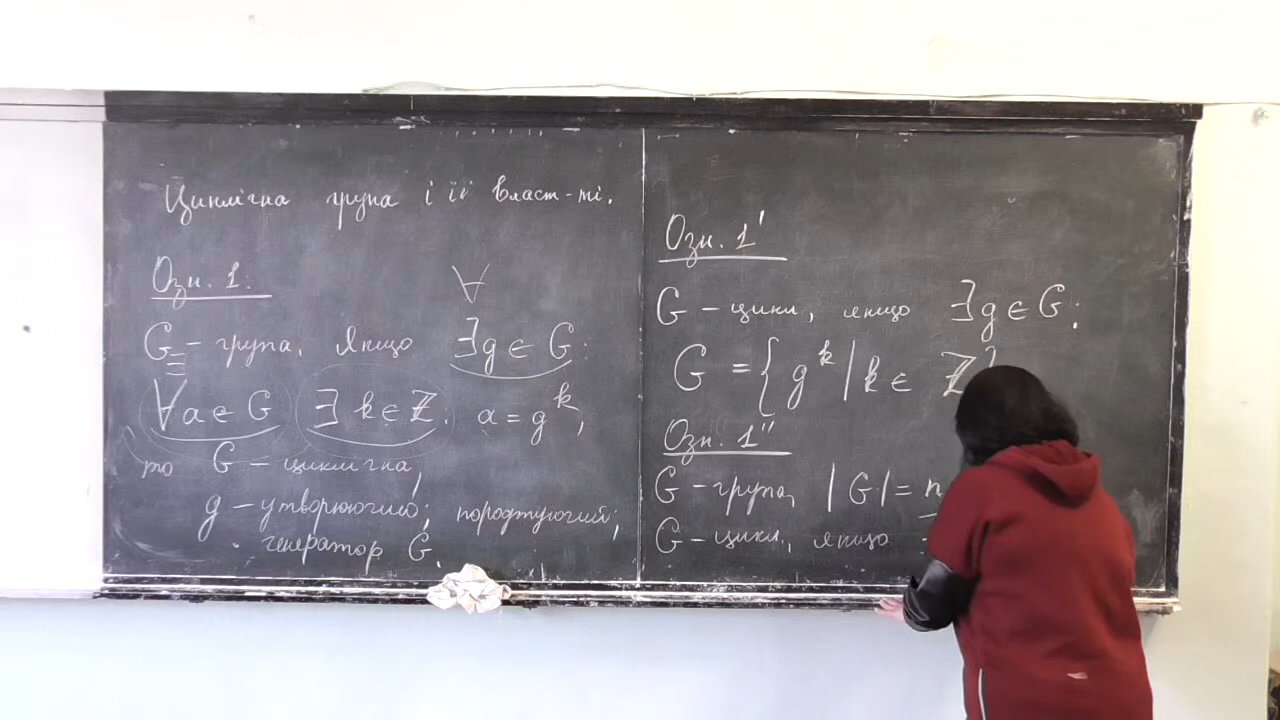 Циклічна група і її власт-ті.
Озн. 1:
∀
G - група, Якщо ∃g ∈ G:
∀a ∈ G ∃ k ∈ ℤ: a = g^k,
то G - циклічна,
g - утворюючий; породжуючий;
генератор G.
Озн. 1'
G - цикл, якщо ∃g ∈ G:
G = { g^k | k ∈ ℤ }
Озн. 1''
G - група, |G| = n
G - цикл., якщо